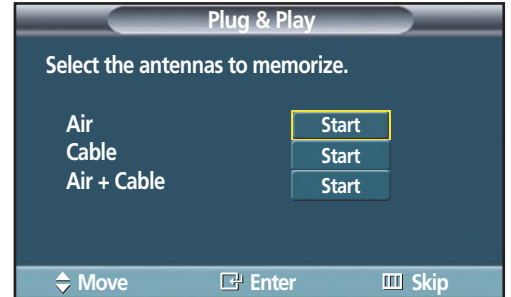 Plug & Play
Select the antennas to memorize.
Air Start
Cable Start
Air + Cable Start
Move Enter Skip